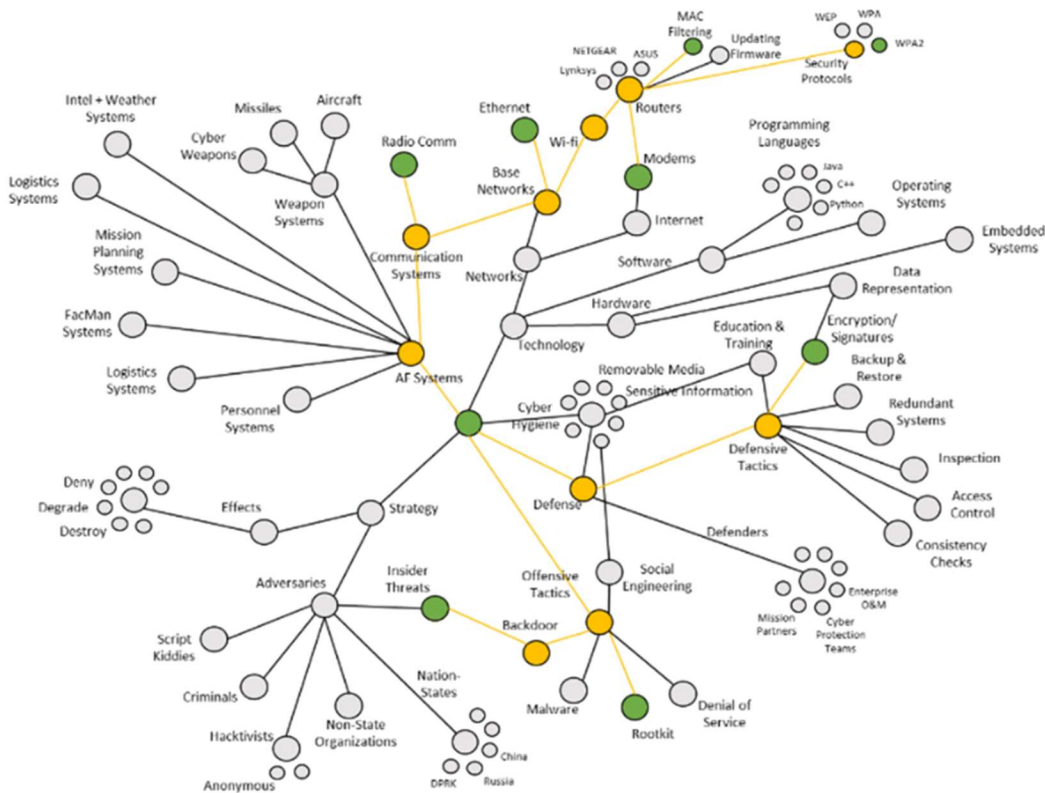 MAC
Filtering
WEP
WPA
WPA2
Updating
Firmware
Security
Protocols
NETGEAR
ASUS
Lynksys
Routers
Intel + Weather
Systems
Missiles
Aircraft
Cyber
Weapons
Weapon
Systems
Radio Comm
Ethernet
Wi-fi
Base
Networks
Modems
Programming
Languages
Java
C++
Python
Operating
Systems
Embedded
Systems
Logistics
Systems
Mission
Planning
Systems
Communication
Systems
Networks
Internet
Software
Hardware
Data
Representation
FacMan
Systems
Technology
Education &
Training
Encryption/
Signatures
Logistics
Systems
AF Systems
Personnel
Systems
Removable Media
Sensitive Information
Cyber
Hygiene
Backup &
Restore
Redundant
Systems
Defensive
Tactics
Inspection
Access
Control
Consistency
Checks
Deny
Degrade
Destroy
Effects
Strategy
Defense
Defenders
Enterprise
O&M
Mission
Partners
Cyber
Protection
Teams
Adversaries
Insider
Threats
Offensive
Tactics
Social
Engineering
Backdoor
Script
Kiddies
Criminals
Hacktivists
Anonymous
Non-State
Organizations
Nation-
States
China
Russia
DPRK
Malware
Rootkit
Denial of
Service